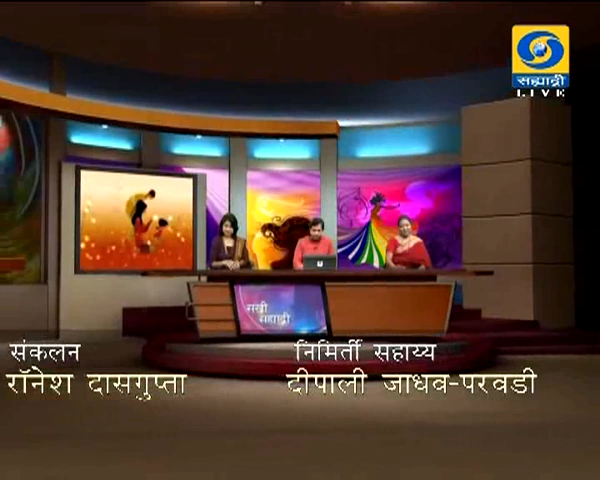 सह्याद्री
LIVE
सखी
सह्याद्री
संकलन
रॉनेश दासगुप्ता
निमिर्ती सहाय्य
दीपाली जाधव-परवडी